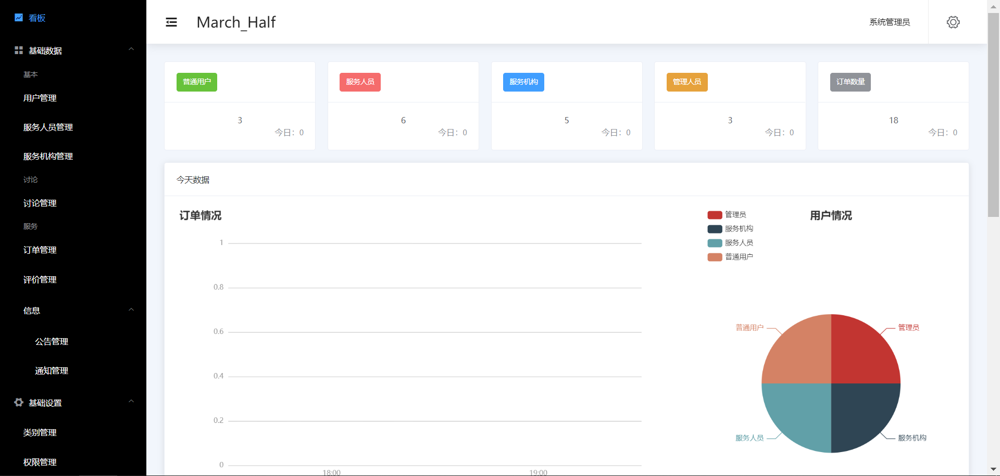 看板
基础数据
基本
用户管理
服务人员管理
服务机构管理
讨论
讨论管理
服务
订单管理
评价管理
信息
公告管理
通知管理
基础设置
类别管理
权限管理
March_Half
系统管理员
普通用户
3
今日：0
服务人员
6
今日：0
服务机构
5
今日：0
管理人员
3
今日：0
订单数量
18
今日：0
今天数据
订单情况
1
0.8
0.6
0.4
0.2
0
18:00
19:00
管理员
服务机构
服务人员
普通用户
用户情况
普通用户
管理员
服务人员
服务机构